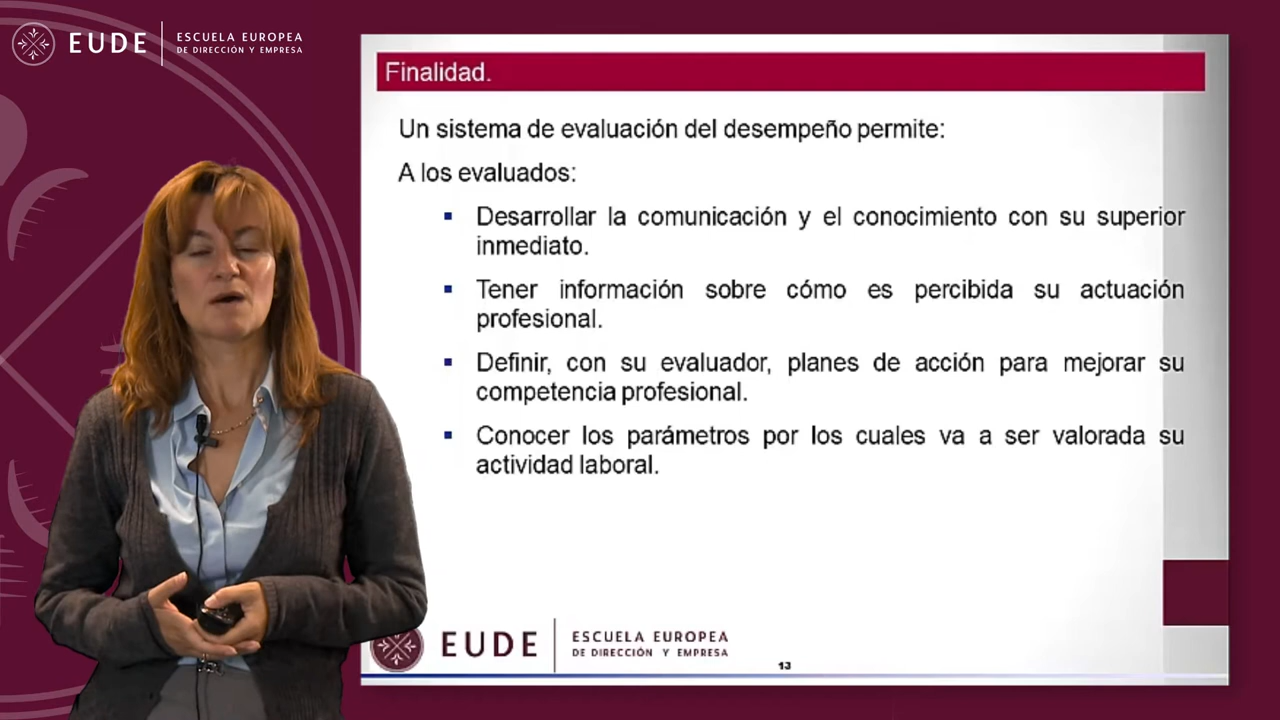 EUDE
ESCUELA EUROPEA
DE DIRECCIÓN Y EMPRESA
Finalidad.
Un sistema de evaluación del desempeño permite:
A los evaluados:
▪ Desarrollar la comunicación y el conocimiento con su superior
inmediato.
▪ Tener información sobre cómo es percibida su actuación
profesional.
▪ Definir, con su evaluador, planes de acción para mejorar su
competencia profesional.
▪ Conocer los parámetros por los cuales va a ser valorada su
actividad laboral.
EUDE
ESCUELA EUROPEA
DE DIRECCIÓN Y EMPRESA
13